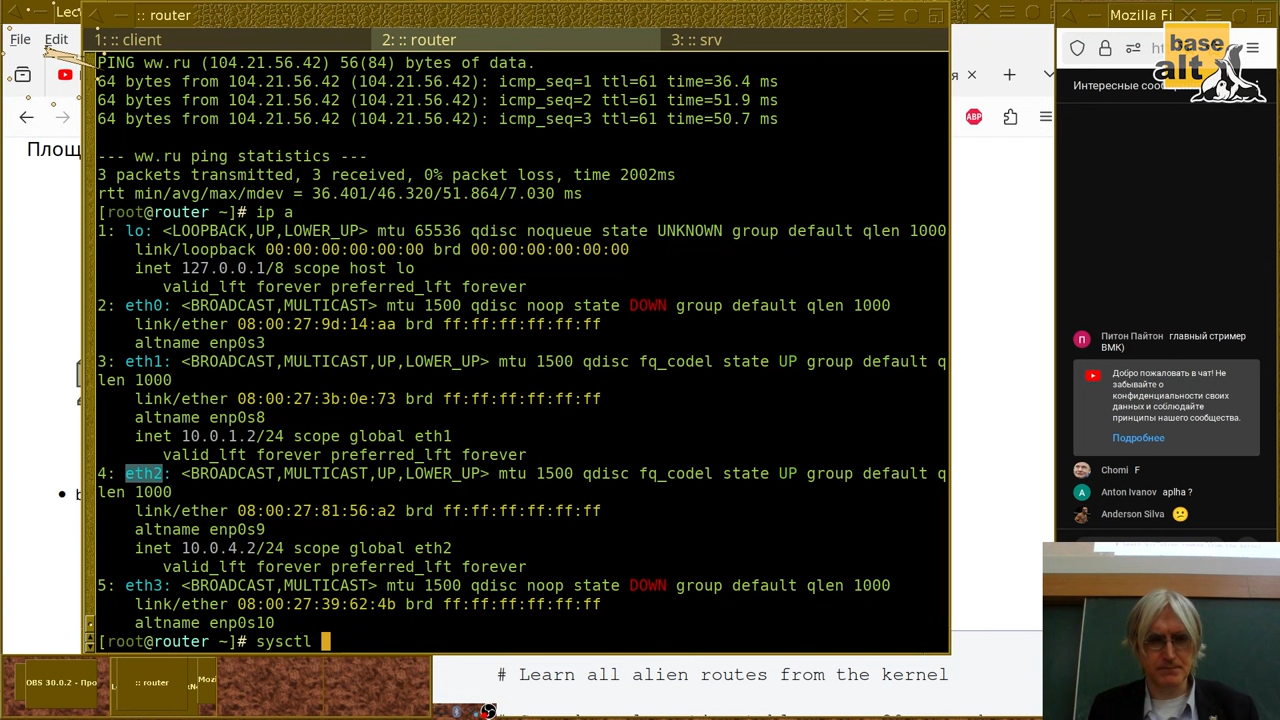 Lect
:: router
Mozilla Fi
File Edit
1: :: client
2: :: router
3: :: srv
base
alt
PING ww.ru (104.21.56.42) 56(84) bytes of data.
64 bytes from 104.21.56.42 (104.21.56.42): icmp_seq=1 ttl=61 time=36.4 ms
64 bytes from 104.21.56.42 (104.21.56.42): icmp_seq=2 ttl=61 time=51.9 ms
64 bytes from 104.21.56.42 (104.21.56.42): icmp_seq=3 ttl=61 time=50.7 ms
--- ww.ru ping statistics ---
3 packets transmitted, 3 received, 0% packet loss, time 2002ms
rtt min/avg/max/mdev = 36.401/46.320/51.864/7.030 ms
[root@router ~]# ip a
1: lo: <LOOPBACK,UP,LOWER_UP> mtu 65536 qdisc noqueue state UNKNOWN group default qlen 1000
link/loopback 00:00:00:00:00:00 brd 00:00:00:00:00:00
inet 127.0.0.1/8 scope host lo
valid_lft forever preferred_lft forever
2: eth0: <BROADCAST,MULTICAST> mtu 1500 qdisc noop state DOWN group default qlen 1000
link/ether 08:00:27:9d:14:aa brd ff:ff:ff:ff:ff:ff
altname enp0s3
3: eth1: <BROADCAST,MULTICAST,UP,LOWER_UP> mtu 1500 qdisc fq_codel state UP group default q
len 1000
link/ether 08:00:27:3b:0e:73 brd ff:ff:ff:ff:ff:ff
altname enp0s8
inet 10.0.1.2/24 scope global eth1
valid_lft forever preferred_lft forever
4: eth2: <BROADCAST,MULTICAST,UP,LOWER_UP> mtu 1500 qdisc fq_codel state UP group default q
len 1000
link/ether 08:00:27:81:56:a2 brd ff:ff:ff:ff:ff:ff
altname enp0s9
inet 10.0.4.2/24 scope global eth2
valid_lft forever preferred_lft forever
5: eth3: <BROADCAST,MULTICAST> mtu 1500 qdisc noop state DOWN group default qlen 1000
link/ether 08:00:27:39:62:4b brd ff:ff:ff:ff:ff:ff
altname enp0s10
[root@router ~]# sysctl
Площ
я
ABP
Интересные сооб
Питон Пайтон главный стример
ВМК)
Добро пожаловать в чат! Не
забывайте о
конфиденциальности своих
данных и соблюдайте
принципы нашего сообщества.
Подробнее
Chomi F
Anton Ivanov aplha ?
Anderson Silva
OBS 30.0.2 - Про
:: router
Mozi
# Learn all alien routes from the kernel